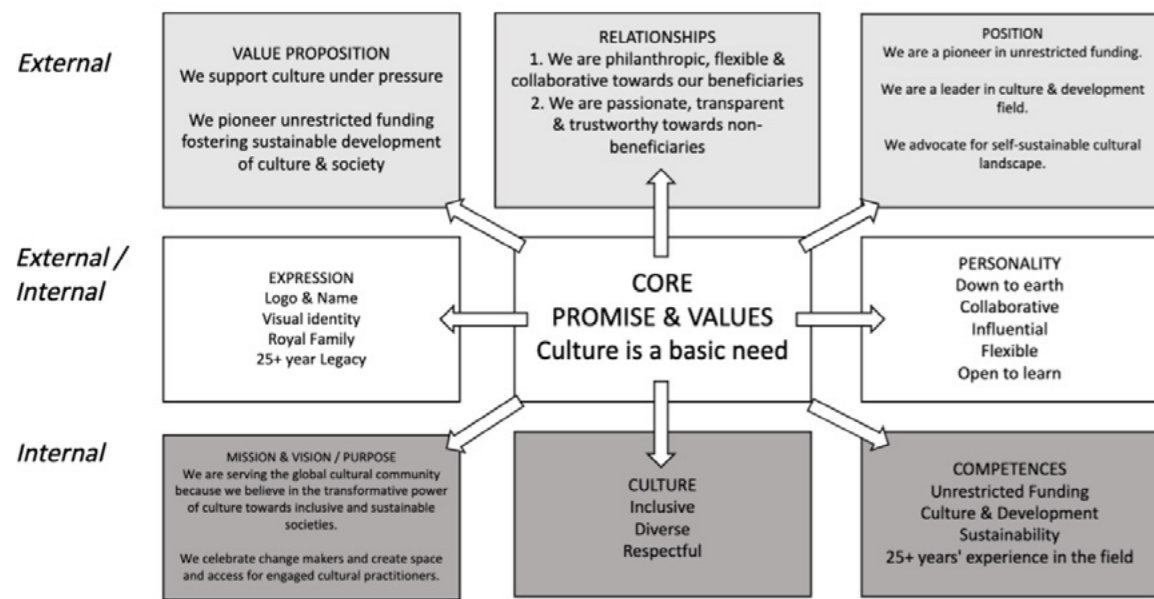 External
VALUE PROPOSITION
We support culture under pressure
We pioneer unrestricted funding
fostering sustainable development
of culture & society
RELATIONSHIPS
1. We are philanthropic, flexible &
collaborative towards our beneficiaries
2. We are passionate, transparent
& trustworthy towards non-
beneficiaries
POSITION
We are a pioneer in unrestricted funding.
We are a leader in culture & development
field.
We advocate for self-sustainable cultural
landscape.
External /
Internal
EXPRESSION
Logo & Name
Visual identity
Royal Family
25+ year Legacy
CORE
PROMISE & VALUES
Culture is a basic need
PERSONALITY
Down to earth
Collaborative
Influential
Flexible
Open to learn
Internal
MISSION & VISION / PURPOSE
We are serving the global cultural community
because we believe in the transformative power
of culture towards inclusive and sustainable
societies.
We celebrate change makers and create space
and access for engaged cultural practitioners.
CULTURE
Inclusive
Diverse
Respectful
COMPETENCES
Unrestricted Funding
Culture & Development
Sustainability
25+ years' experience in the field